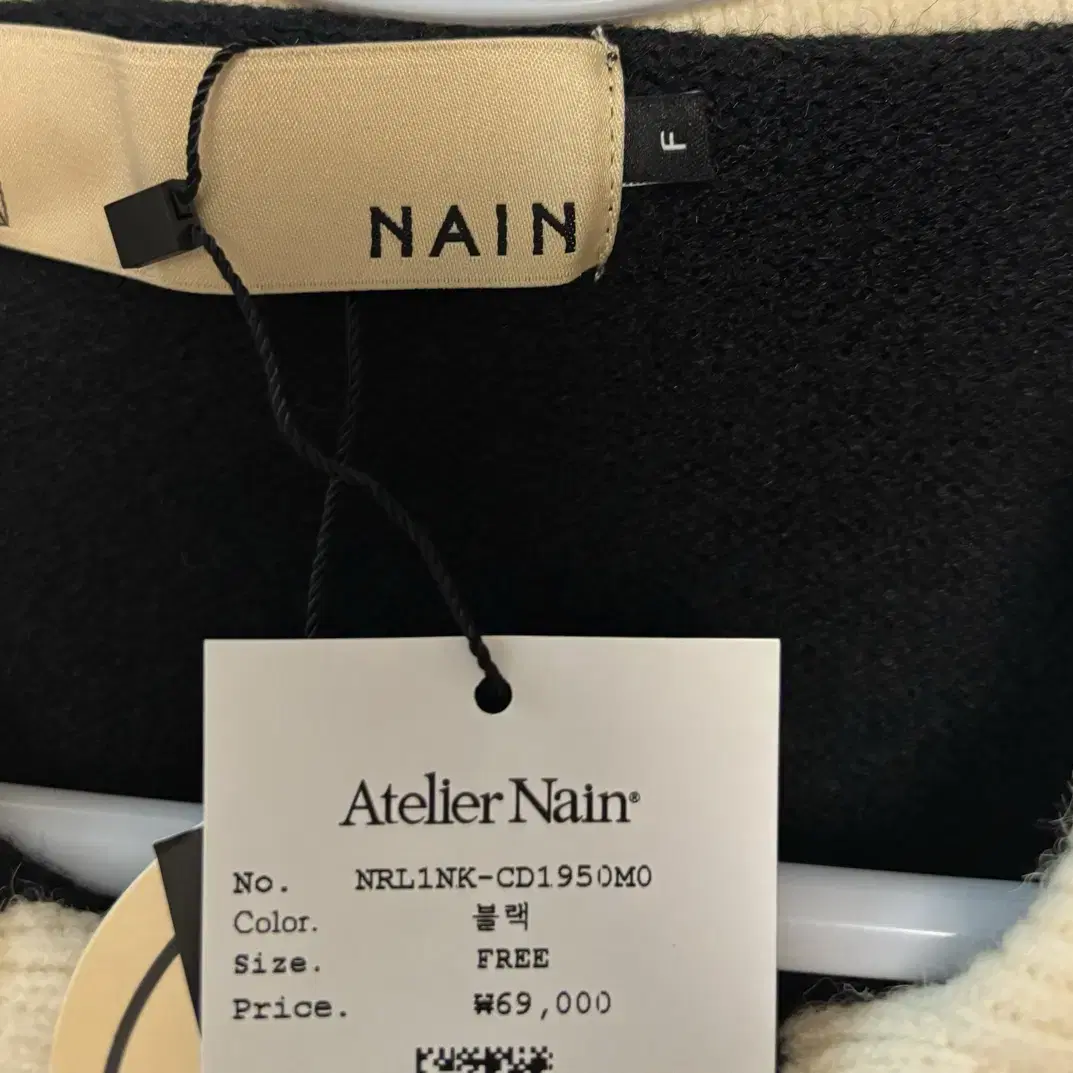 NAIN
F
Atelier Nain®
No. NRL1NK-CD1950M0
Color. 블랙
Size. FREE
Price. ₩69,000